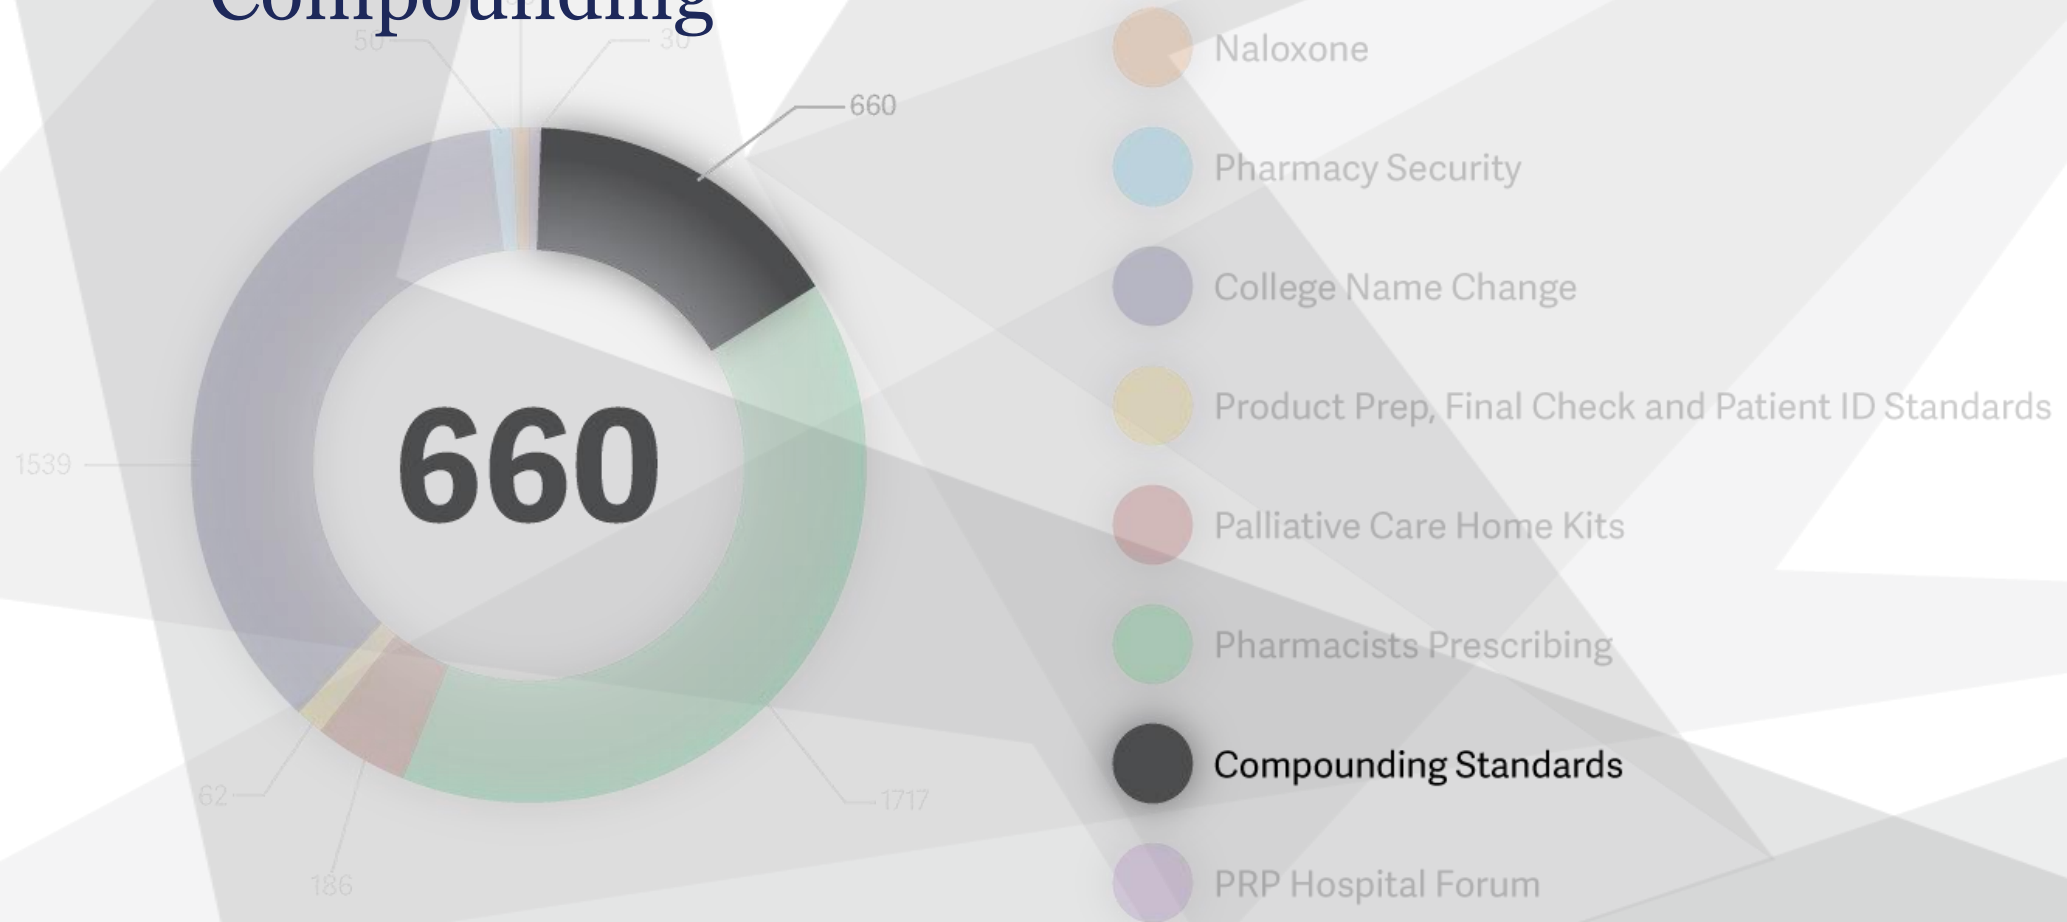 Compounding
50
30
660
1539
660
62
186
1717
Naloxone
Pharmacy Security
College Name Change
Product Prep, Final Check and Patient ID Standards
Palliative Care Home Kits
Pharmacists Prescribing
Compounding Standards
PRP Hospital Forum